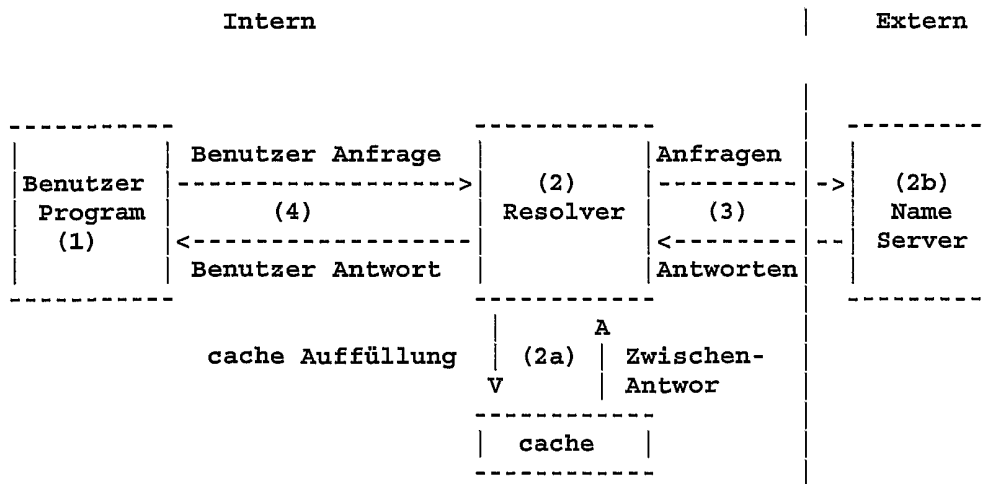 Intern | Extern
Benutzer Anfrage Anfragen
Benutzer (2) (2b)
Program (4) Resolver (3) Name
(1) Server
Benutzer Antwort Antworten
A
cache Auffüllung (2a) Zwischen-
V Antwor
cache